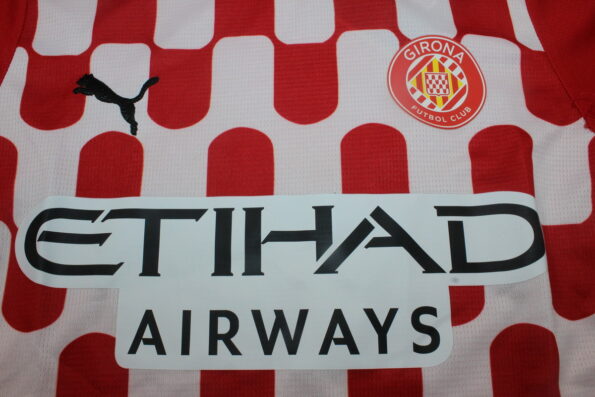 GIRONA
FUTBOL CLUB
ETIHAD
AIRWAYS